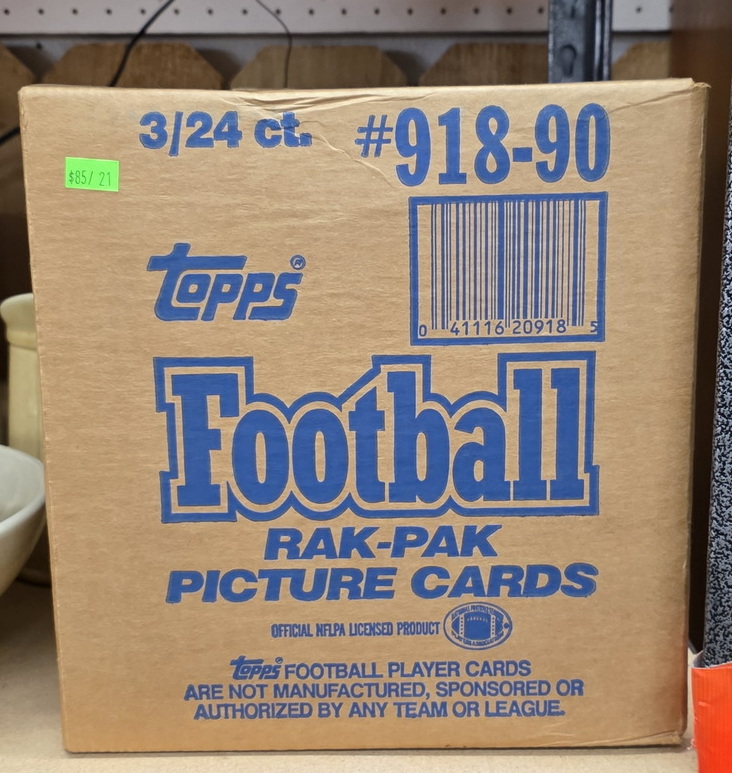 3/24 ct. #918-90
$85/ 21
topps®
0 41116 20918 5
Football
RAK-PAK
PICTURE CARDS
OFFICIAL NFLPA LICENSED PRODUCT
topps® FOOTBALL PLAYER CARDS
ARE NOT MANUFACTURED, SPONSORED OR
AUTHORIZED BY ANY TEAM OR LEAGUE.